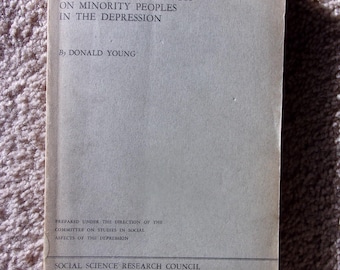 ON MINORITY PEOPLES
IN THE DEPRESSION
By DONALD YOUNG
PREPARED UNDER THE DIRECTION OF THE
COMMITTEE ON STUDIES IN SOCIAL
ASPECTS OF THE DEPRESSION
SOCIAL SCIENCE RESEARCH COUNCIL